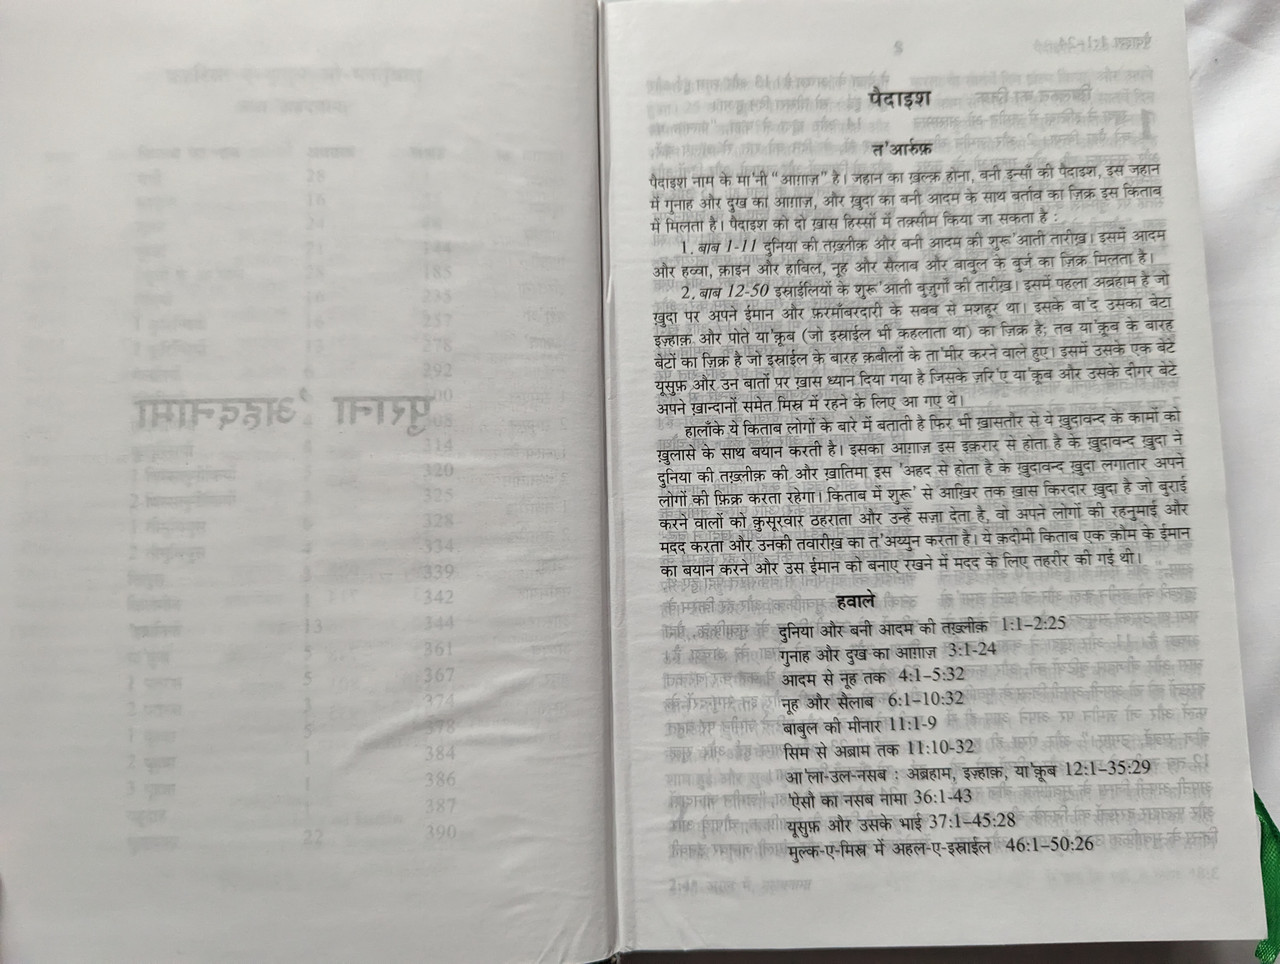 पैदाइश
त'आर्रुफ़
पैदाइश नाम के मा'नी “आग़ाज़” है। जहान का ख़ल्क़ होना, बनी इन्साँ की पैदाइश, इस जहान
में गुनाह और दुख का आग़ाज़, और ख़ुदा का बनी आदम के साथ बर्ताव का ज़िक्र इस किताब
में मिलता है। पैदाइश को दो ख़ास हिस्सों में तक़्सीम किया जा सकता है :
1. बाब 1-11 दुनिया की तख़्लीक़ और बनी आदम की शुरू'आती तारीख़। इसमें आदम
और हव्वा, क़ाइन और हाबिल, नूह और सैलाब और बाबुल के बुर्ज का ज़िक्र मिलता है।
2. बाब 12-50 इस्राईलियों के शुरू'आती बुज़ुर्गों की तारीख़। इसमें पहला अब्रहाम है जो
ख़ुदा पर अपने ईमान और फ़रमाँबरदारी के सबब से मशहूर था। इसके बा'द उसका बेटा
इज़्हाक़ और पोते या'क़ूब (जो इस्राईल भी कहलाता था) का ज़िक्र है; तब या'क़ूब के बारह
बेटों का ज़िक्र है जो इस्राईल के बारह क़बीलों के ता'मीर करने वाले हुए। इसमें उसके एक बेटे
यूसुफ़ और उन बातों पर ख़ास ध्यान दिया गया है जिसके ज़रि'ए या'क़ूब और उसके दीगर बेटे
अपने ख़ान्दानों समेत मिस्र में रहने के लिए आ गए थे।
हालाँके ये किताब लोगों के बारे में बताती है फिर भी ख़ासतौर से ये ख़ुदावन्द के कामों को
ख़ुलासे के साथ बयान करती है। इसका आग़ाज़ इस इक़रार से होता है के ख़ुदावन्द ख़ुदा ने
दुनिया की तख़्लीक़ की और ख़ातिमा इस 'अहद से होता है के ख़ुदावन्द ख़ुदा लगातार अपने
लोगों की फ़िक्र करता रहेगा। किताब में शुरू' से आख़िर तक ख़ास किरदार ख़ुदा है जो बुराई
करने वालों को क़ुसूरवार ठहराता और उन्हें सज़ा देता है, वो अपने लोगों की रहनुमाई और
मदद करता और उनकी तवारीख़ का त'अय्युन करता है। ये क़दीमी किताब एक क़ौम के ईमान
का बयान करने और उस ईमान को बनाए रखने में मदद के लिए तहरीर की गई थी।
हवाले
दुनिया और बनी आदम की तख़्लीक़ 1:1–2:25
गुनाह और दुख का आग़ाज़ 3:1-24
आदम से नूह तक 4:1–5:32
नूह और सैलाब 6:1–10:32
बाबुल की मीनार 11:1-9
सिम से अब्राम तक 11:10-32
आ'ला-उल-नसब : अब्रहाम, इज़्हाक़, या'क़ूब 12:1–35:29
'ऐसौ का नसब नामा 36:1-43
यूसुफ़ और उसके भाई 37:1–45:28
मुल्क-ए-मिस्र में अहल-ए-इस्राईल 46:1–50:26